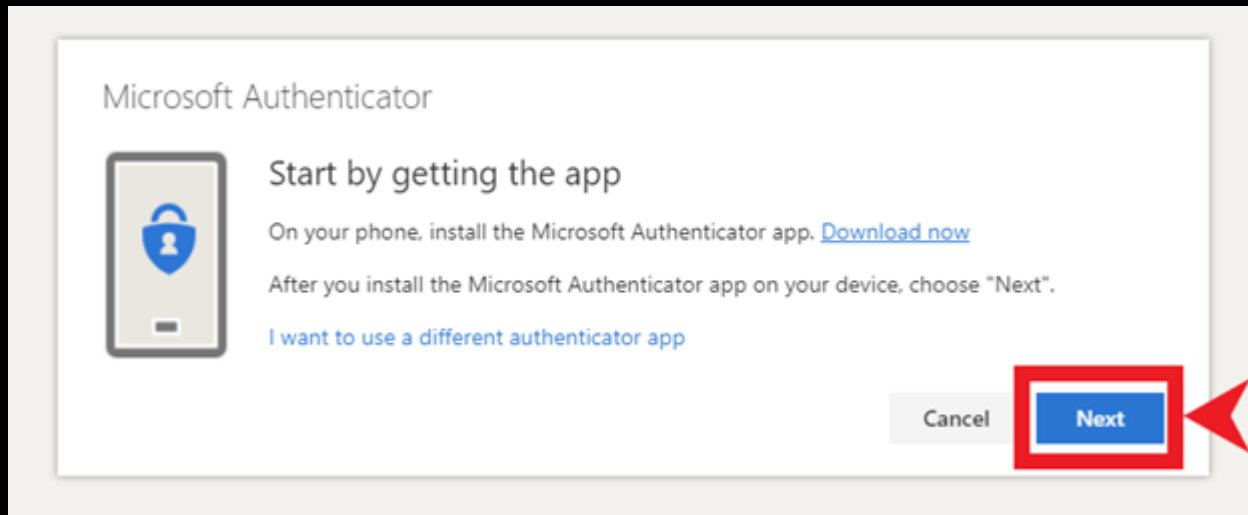 Microsoft Authenticator
Start by getting the app
On your phone, install the Microsoft Authenticator app. Download now
After you install the Microsoft Authenticator app on your device, choose "Next".
I want to use a different authenticator app
Cancel
Next